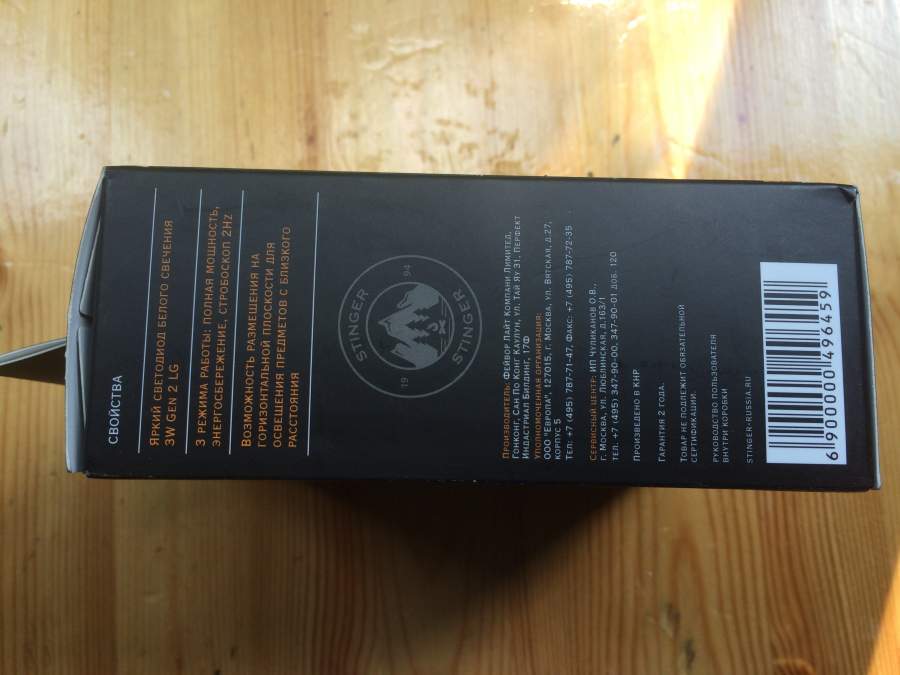 СВОЙСТВА
ЯРКИЙ СВЕТОДИОД БЕЛОГО СВЕЧЕНИЯ
3W GEN 2 LG
3 РЕЖИМА РАБОТЫ: ПОЛНАЯ МОЩНОСТЬ,
ЭНЕРГОСБЕРЕЖЕНИЕ, СТРОБОСКОП 2HZ
ВОЗМОЖНОСТЬ РАЗМЕЩЕНИЯ НА
ГОРИЗОНТАЛЬНОЙ ПЛОСКОСТИ ДЛЯ
ОСВЕЩЕНИЯ ПРЕДМЕТОВ С БЛИЗКОГО
РАССТОЯНИЯ
STINGER
19 94
STINGER
ПРОИЗВОДИТЕЛЬ: ФЕЙВОР ЛАЙТ КОМПАНИ ЛИМИТЕД,
ГОНКОНГ, САН ПО КОНГ КАУЛУН, УЛ. ТАЙ ЯУ 31, ПЕРФЕКТ
ИНДАСТРИАЛ БИЛДИНГ, 17Ф
УПОЛНОМОЧЕННАЯ ОРГАНИЗАЦИЯ:
ООО "ЕВРОПА", 127015, Г. МОСКВА, УЛ. ВЯТСКАЯ, Д.27,
КОРПУС 5
ТЕЛ: +7 (495) 787-71-47, ФАКС: +7 (495) 787-72-35
СЕРВИСНЫЙ ЦЕНТР: ИП ЧУЛИКАНОВ О.В.,
Г. МОСКВА, УЛ. ЛЮБЛИНСКАЯ, Д.163/1
ТЕЛ. +7 (495) 347-90-00, 347-90-01 ДОБ. 120
ПРОИЗВЕДЕНО В КНР
ГАРАНТИЯ 2 ГОДА.
ТОВАР НЕ ПОДЛЕЖИТ ОБЯЗАТЕЛЬНОЙ
СЕРТИФИКАЦИИ.
РУКОВОДСТВО ПОЛЬЗОВАТЕЛЯ
ВНУТРИ КОРОБКИ
STINGER-RUSSIA.RU
6 900000 496459